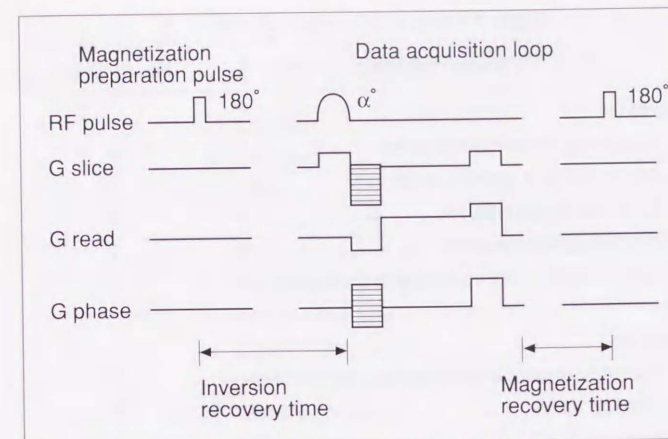 Magnetization
preparation pulse
Data acquisition loop
180°
α°
180°
RF pulse
G slice
G read
G phase
Inversion
recovery time
Magnetization
recovery time